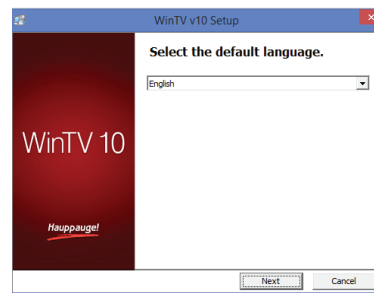 WinTV v10 Setup
Select the default language.
English
WinTV 10
Hauppauge!
Next
Cancel